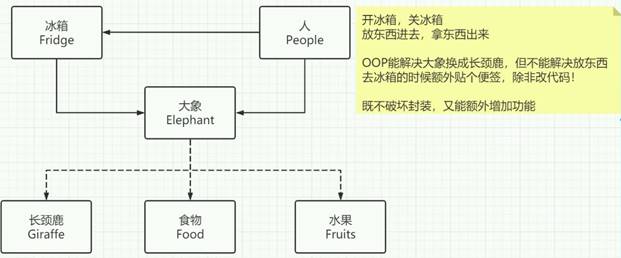 冰箱
Fridge
人
People
开冰箱，关冰箱
放东西进去，拿东西出来
OOP能解决大象换成长颈鹿，但不能解决放东西
去冰箱的时候额外贴个便签，除非改代码！
既不破坏封装，又能额外增加功能
大象
Elephant
长颈鹿
Giraffe
食物
Food
水果
Fruits